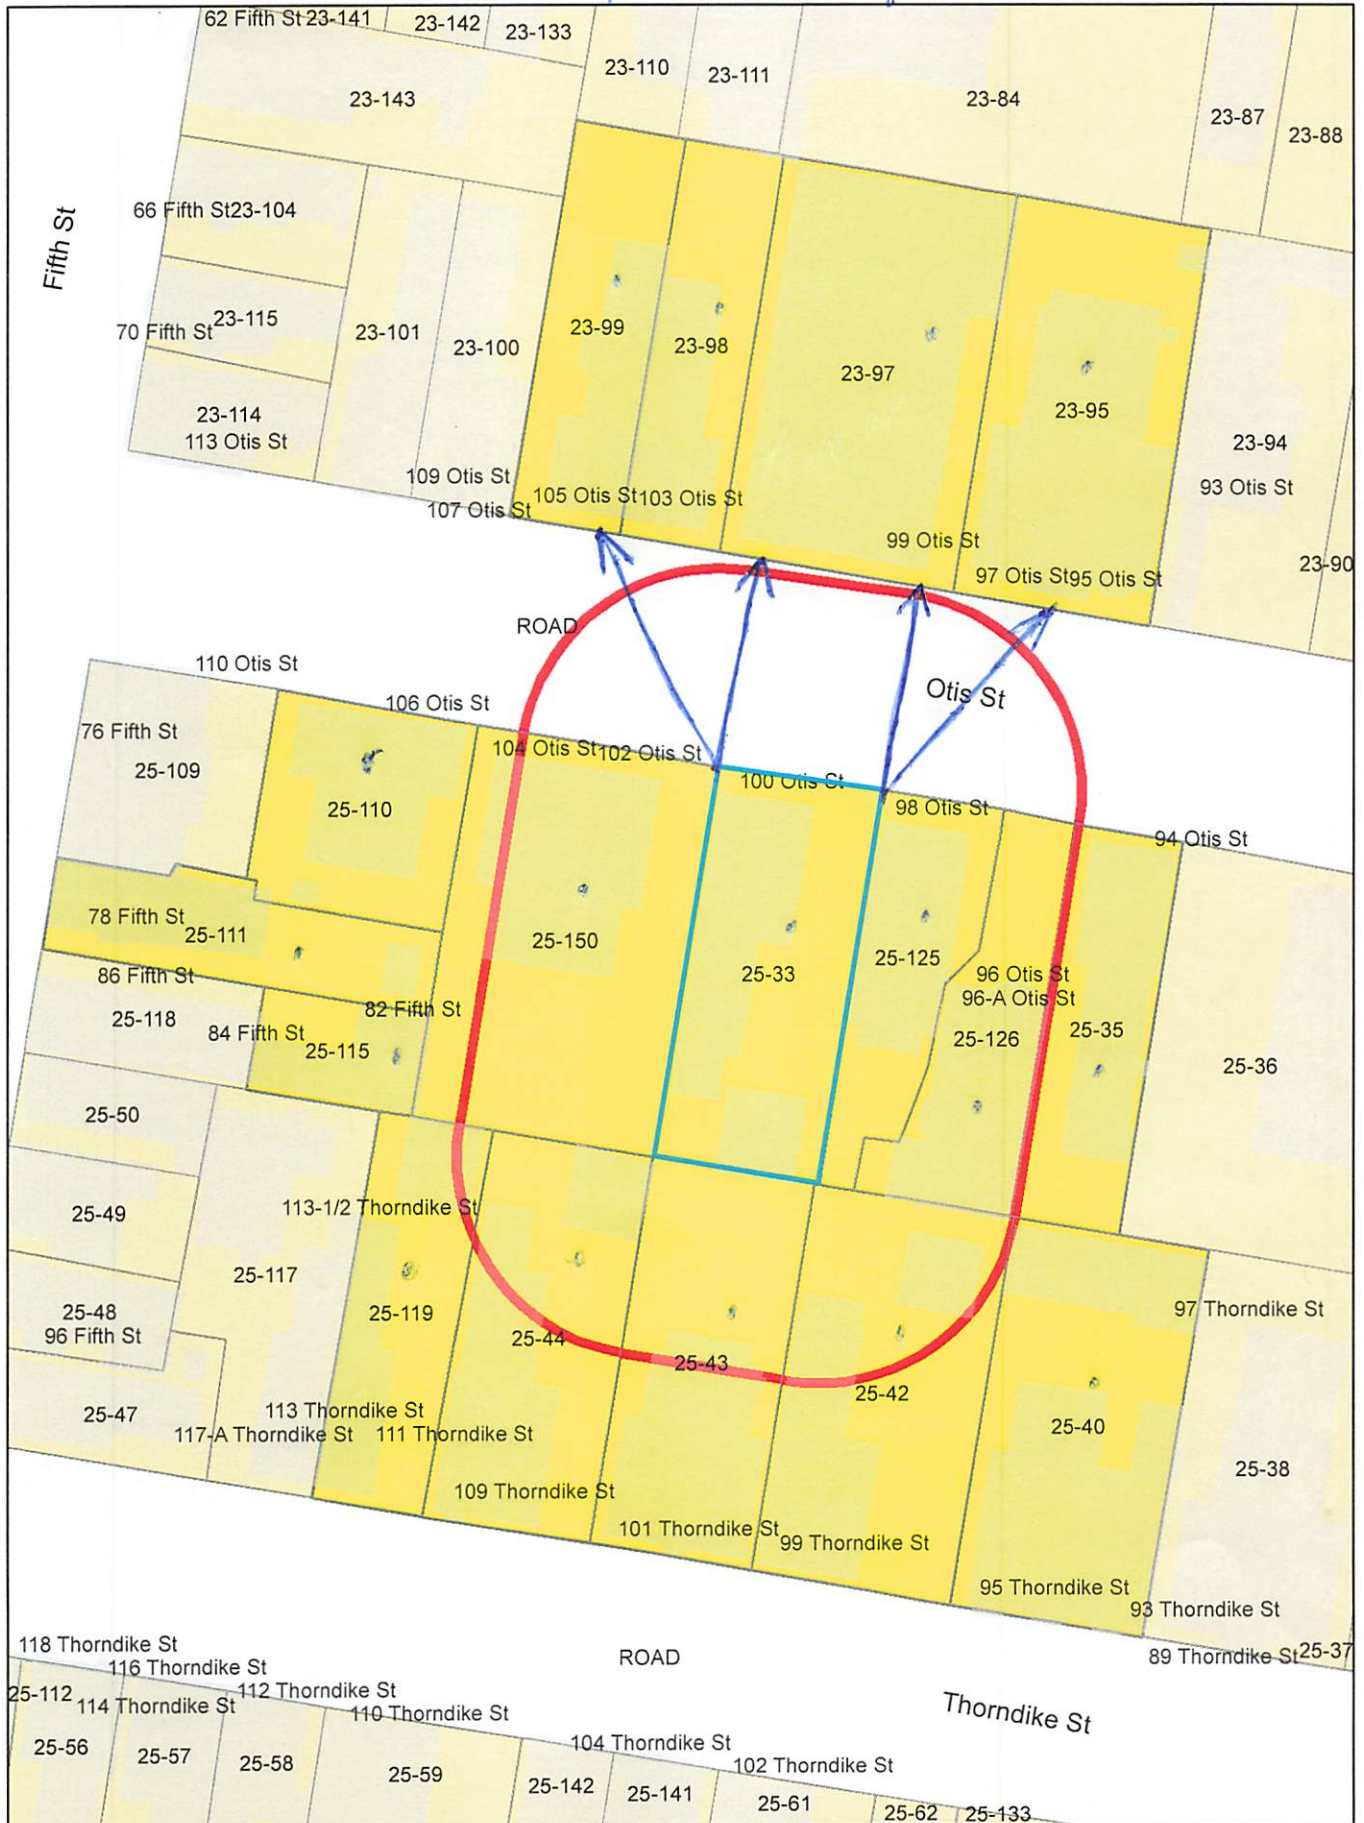 62 Fifth St 23-141
23-142
23-133
23-110
23-111
23-84
23-143
23-87
23-88
66 Fifth St 23-104
Fifth St
70 Fifth St 23-115
23-101
23-100
23-99
23-98
23-97
23-95
23-114
113 Otis St
23-94
93 Otis St
109 Otis St
107 Otis St
105 Otis St
103 Otis St
99 Otis St
97 Otis St
95 Otis St
23-90
ROAD
Otis St
110 Otis St
106 Otis St
104 Otis St
102 Otis St
100 Otis St
98 Otis St
94 Otis St
76 Fifth St
25-109
25-110
78 Fifth St
25-111
25-150
25-33
25-125
96 Otis St
96-A Otis St
25-126
25-35
25-36
86 Fifth St
25-118
84 Fifth St
82 Fifth St
25-115
25-50
25-49
113-1/2 Thorndike St
25-117
25-48
96 Fifth St
25-119
25-44
25-43
25-42
97 Thorndike St
25-40
25-38
25-47
113 Thorndike St
117-A Thorndike St
111 Thorndike St
109 Thorndike St
101 Thorndike St
99 Thorndike St
95 Thorndike St
93 Thorndike St
89 Thorndike St
25-37
ROAD
Thorndike St
118 Thorndike St
116 Thorndike St
25-112
114 Thorndike St
112 Thorndike St
110 Thorndike St
104 Thorndike St
102 Thorndike St
25-56
25-57
25-58
25-59
25-142
25-141
25-61
25-62
25-133